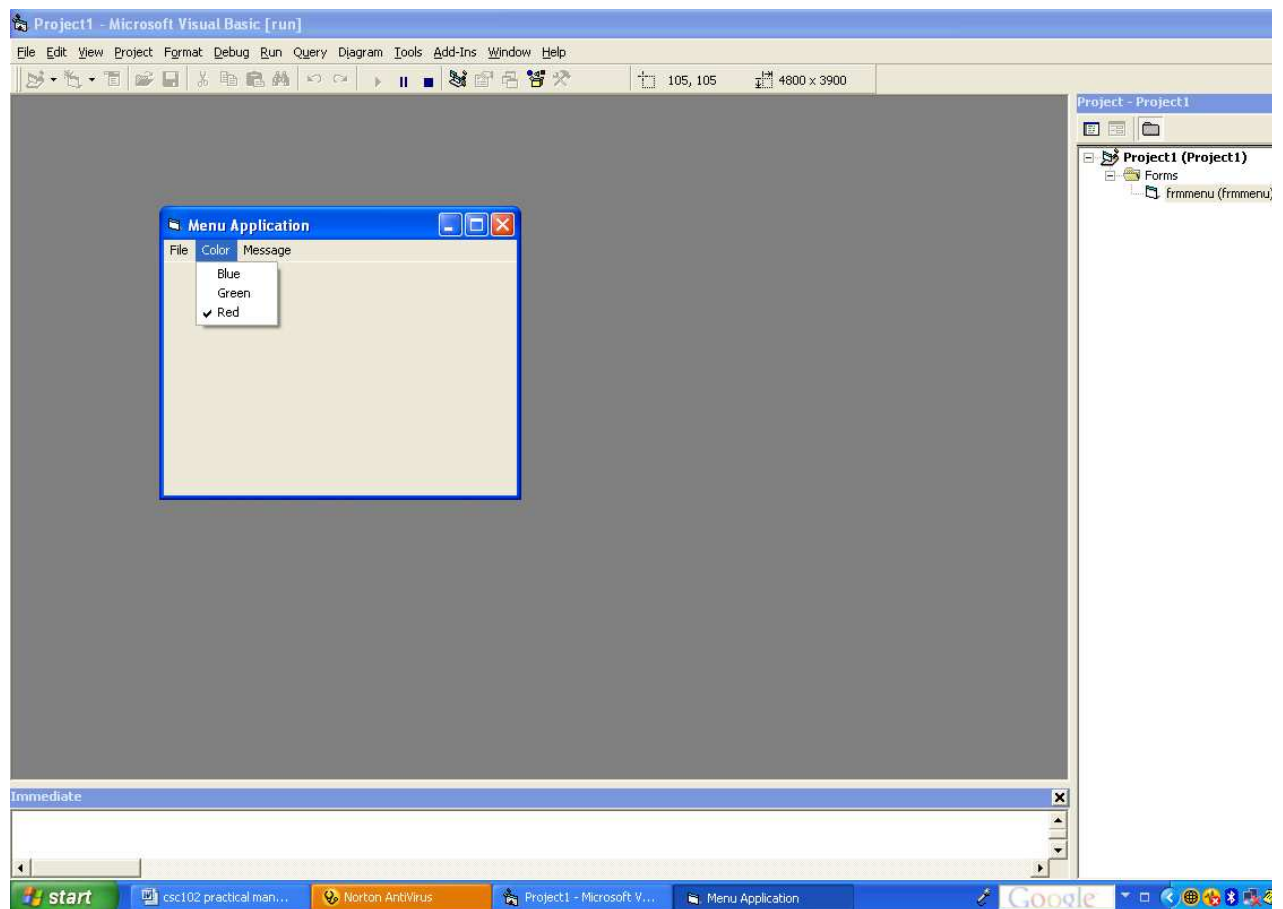 Project1 - Microsoft Visual Basic [run]
File Edit View Project Format Debug Run Query Diagram Tools Add-Ins Window Help
105, 105 4800 x 3900
Project - Project1
Project1 (Project1)
Forms
frmmenu (frmmenu)
Menu Application
File Color Message
Blue
Green
Red
Immediate
start csc102 practical man... Norton AntiVirus Project1 - Microsoft V... Menu Application Google